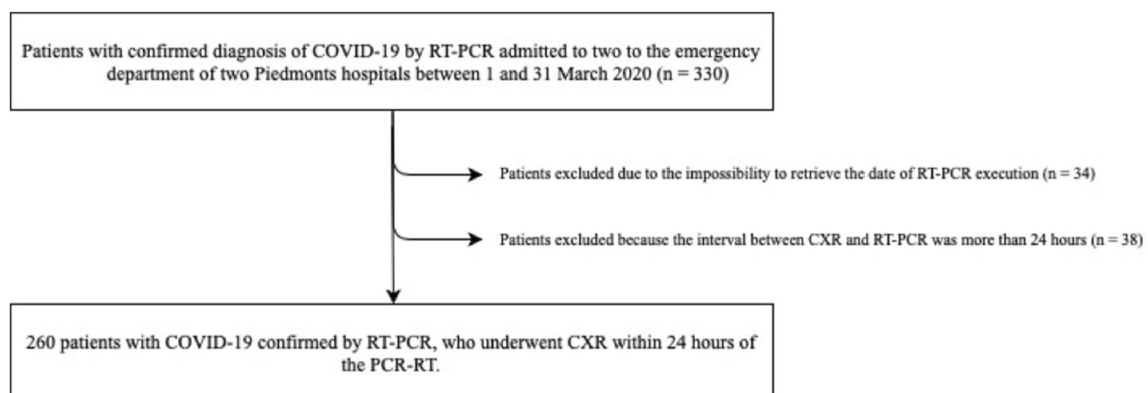 Patients with confirmed diagnosis of COVID-19 by RT-PCR admitted to two to the emergency
department of two Piedmonts hospitals between 1 and 31 March 2020 (n = 330)
Patients excluded due to the impossibility to retrieve the date of RT-PCR execution (n = 34)
Patients excluded because the interval between CXR and RT-PCR was more than 24 hours (n = 38)
260 patients with COVID-19 confirmed by RT-PCR, who underwent CXR within 24 hours of
the PCR-RT.